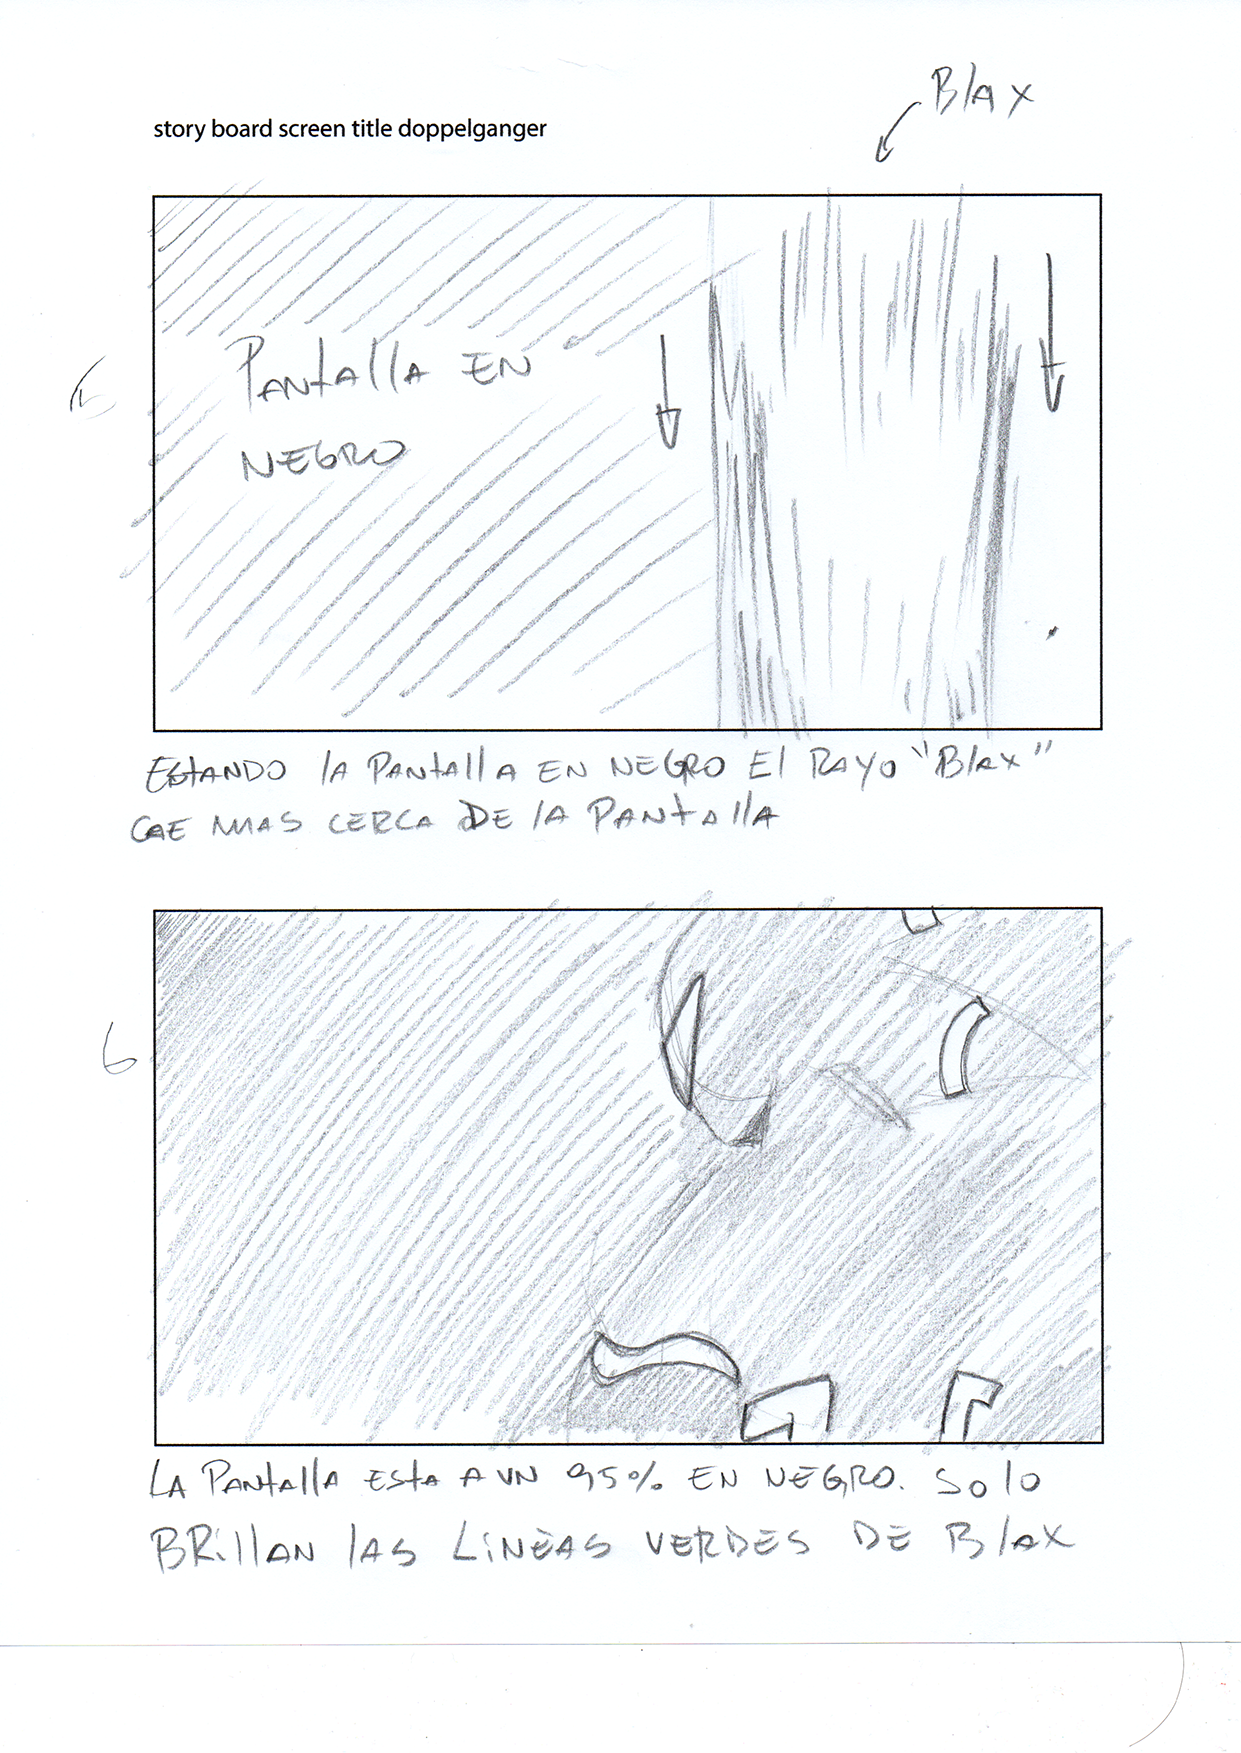 Blax
story board screen title doppelganger
Pantalla en
negro
5
Estando la Pantalla en negro El Rayo "Blax"
cae mas cerca de la Pantalla
6
La Pantalla esta a un 95% en negro. Solo
Brillan las Lineas verdes de Blax